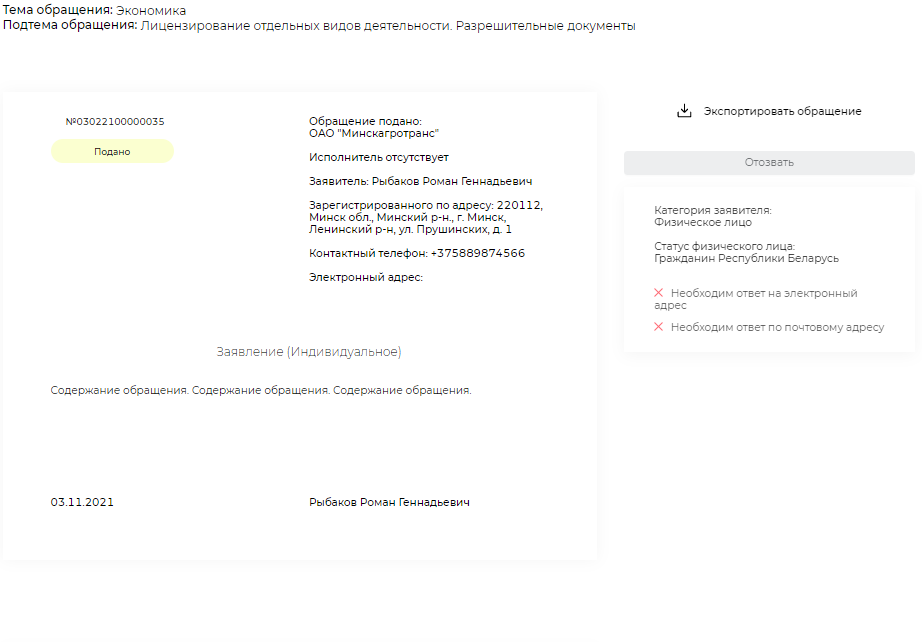 Тема обращения: Экономика
Подтема обращения: Лицензирование отдельных видов деятельности. Разрешительные документы
№03022100000035
Подано
Обращение подано:
ОАО "Минскагротранс"
Исполнитель отсутствует
Заявитель: Рыбаков Роман Геннадьевич
Зарегистрированного по адресу: 220112,
Минск обл., Минский р-н., г. Минск,
Ленинский р-н, ул. Прушинских, д. 1
Контактный телефон: +375889874566
Электронный адрес:
Заявление (Индивидуальное)
Содержание обращения. Содержание обращения. Содержание обращения.
03.11.2021
Рыбаков Роман Геннадьевич
Экспортировать обращение
Отозвать
Категория заявителя:
Физическое лицо
Статус физического лица:
Гражданин Республики Беларусь
Необходим ответ на электронный
адрес
Необходим ответ по почтовому адресу